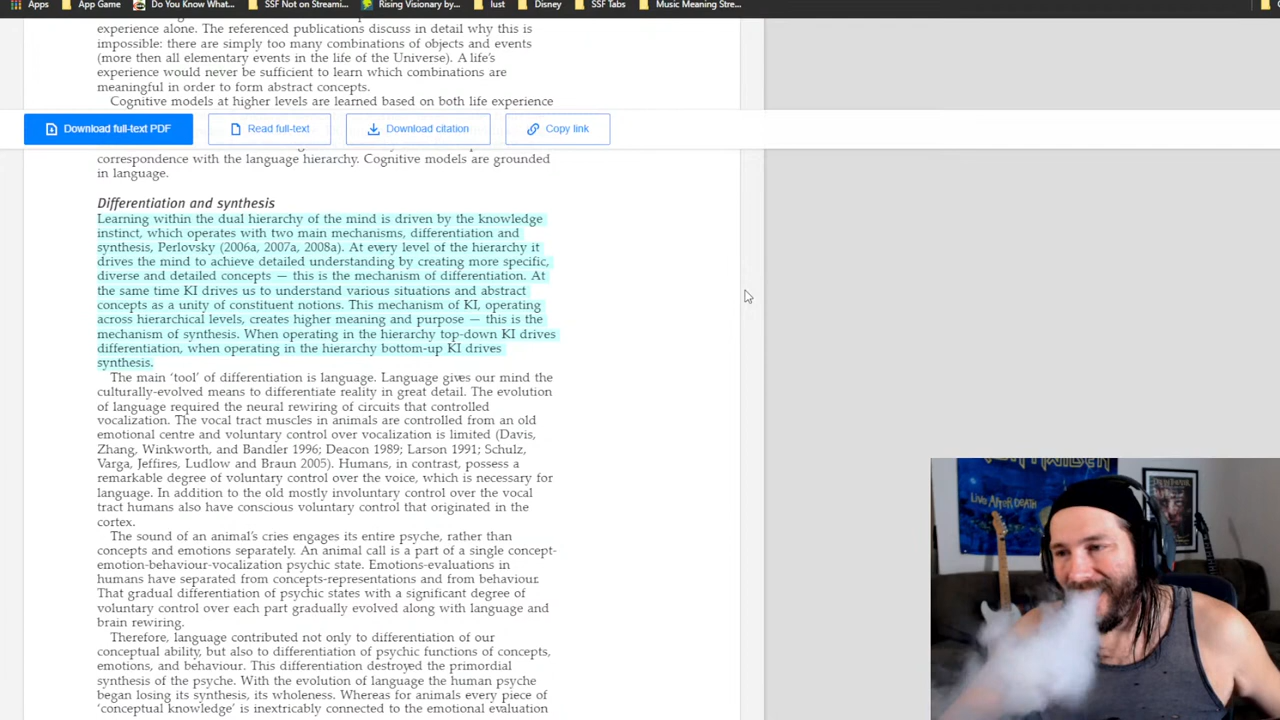 Apps
App Game
Do You Know What...
SSF Not on Streami...
Rising Visionary by...
lust
Disney
SSF Tabs
Music Meaning Stre...
experience alone. The referenced publications discuss in detail why this is
impossible: there are simply too many combinations of objects and events
(more then all elementary events in the life of the Universe). A life's
experience would never be sufficient to learn which combinations are
meaningful in order to form abstract concepts.
Cognitive models at higher levels are learned based on both life experience
Download full-text PDF
Read full-text
Download citation
Copy link
correspondence with the language hierarchy. Cognitive models are grounded
in language.
Differentiation and synthesis
Learning within the dual hierarchy of the mind is driven by the knowledge
instinct, which operates with two main mechanisms, differentiation and
synthesis, Perlovsky (2006a, 2007a, 2008a). At every level of the hierarchy it
drives the mind to achieve detailed understanding by creating more specific,
diverse and detailed concepts — this is the mechanism of differentiation. At
the same time KI drives us to understand various situations and abstract
concepts as a unity of constituent notions. This mechanism of KI, operating
across hierarchical levels, creates higher meaning and purpose — this is the
mechanism of synthesis. When operating in the hierarchy top-down KI drives
differentiation, when operating in the hierarchy bottom-up KI drives
synthesis.
The main 'tool' of differentiation is language. Language gives our mind the
culturally-evolved means to differentiate reality in great detail. The evolution
of language required the neural rewiring of circuits that controlled
vocalization. The vocal tract muscles in animals are controlled from an old
emotional centre and voluntary control over vocalization is limited (Davis,
Zhang, Winkworth, and Bandler 1996; Deacon 1989; Larson 1991; Schulz,
Varga, Jeffires, Ludlow and Braun 2005). Humans, in contrast, possess a
remarkable degree of voluntary control over the voice, which is necessary for
language. In addition to the old mostly involuntary control over the vocal
tract humans also have conscious voluntary control that originated in the
cortex.
The sound of an animal's cries engages its entire psyche, rather than
concepts and emotions separately. An animal call is a part of a single concept-
emotion-behaviour-vocalization psychic state. Emotions-evaluations in
humans have separated from concepts-representations and from behaviour.
That gradual differentiation of psychic states with a significant degree of
voluntary control over each part gradually evolved along with language and
brain rewiring.
Therefore, language contributed not only to differentiation of our
conceptual ability, but also to differentiation of psychic functions of concepts,
emotions, and behaviour. This differentiation destroyed the primordial
synthesis of the psyche. With the evolution of language the human psyche
began losing its synthesis, its wholeness. Whereas for animals every piece of
'conceptual knowledge' is inextricably connected to the emotional evaluation
LIVE AFTER DEATH